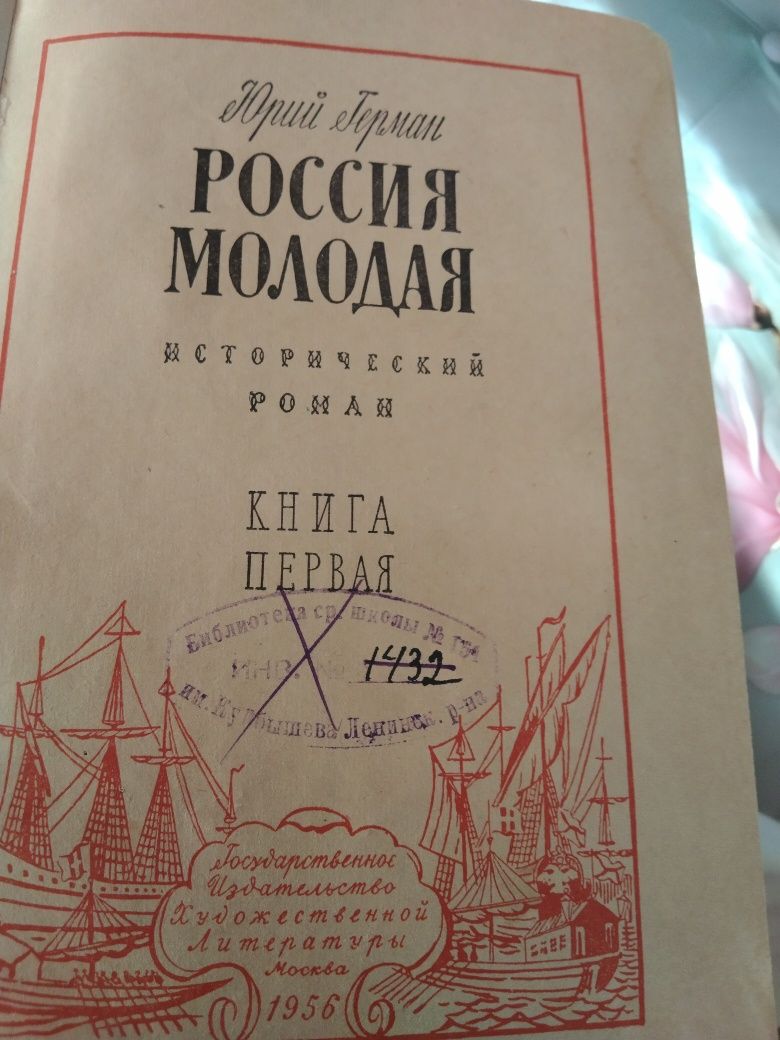 Юрий Герман
РОССИЯ
МОЛОДАЯ
ИСТОРИЧЕСКИЙ
РОМАН
КНИГА
ПЕРВАЯ
Библиотека ср. школы №
ИНВ. № 1432
им. Куйбышева Ленинск. р-на
Государственное
Издательство
Художественной
Литературы
Москва
1956